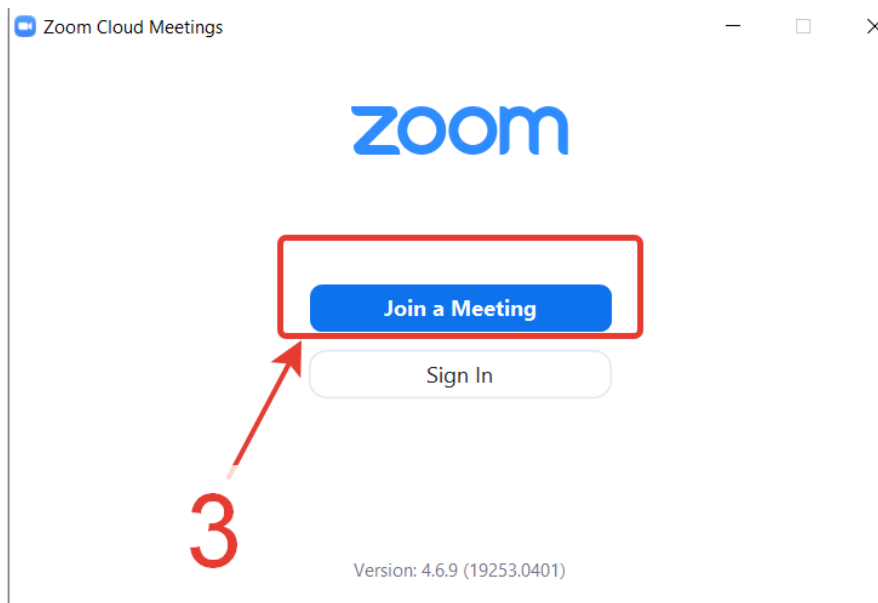 Zoom Cloud Meetings
zoom
Join a Meeting
Sign In
3
Version: 4.6.9 (19253.0401)